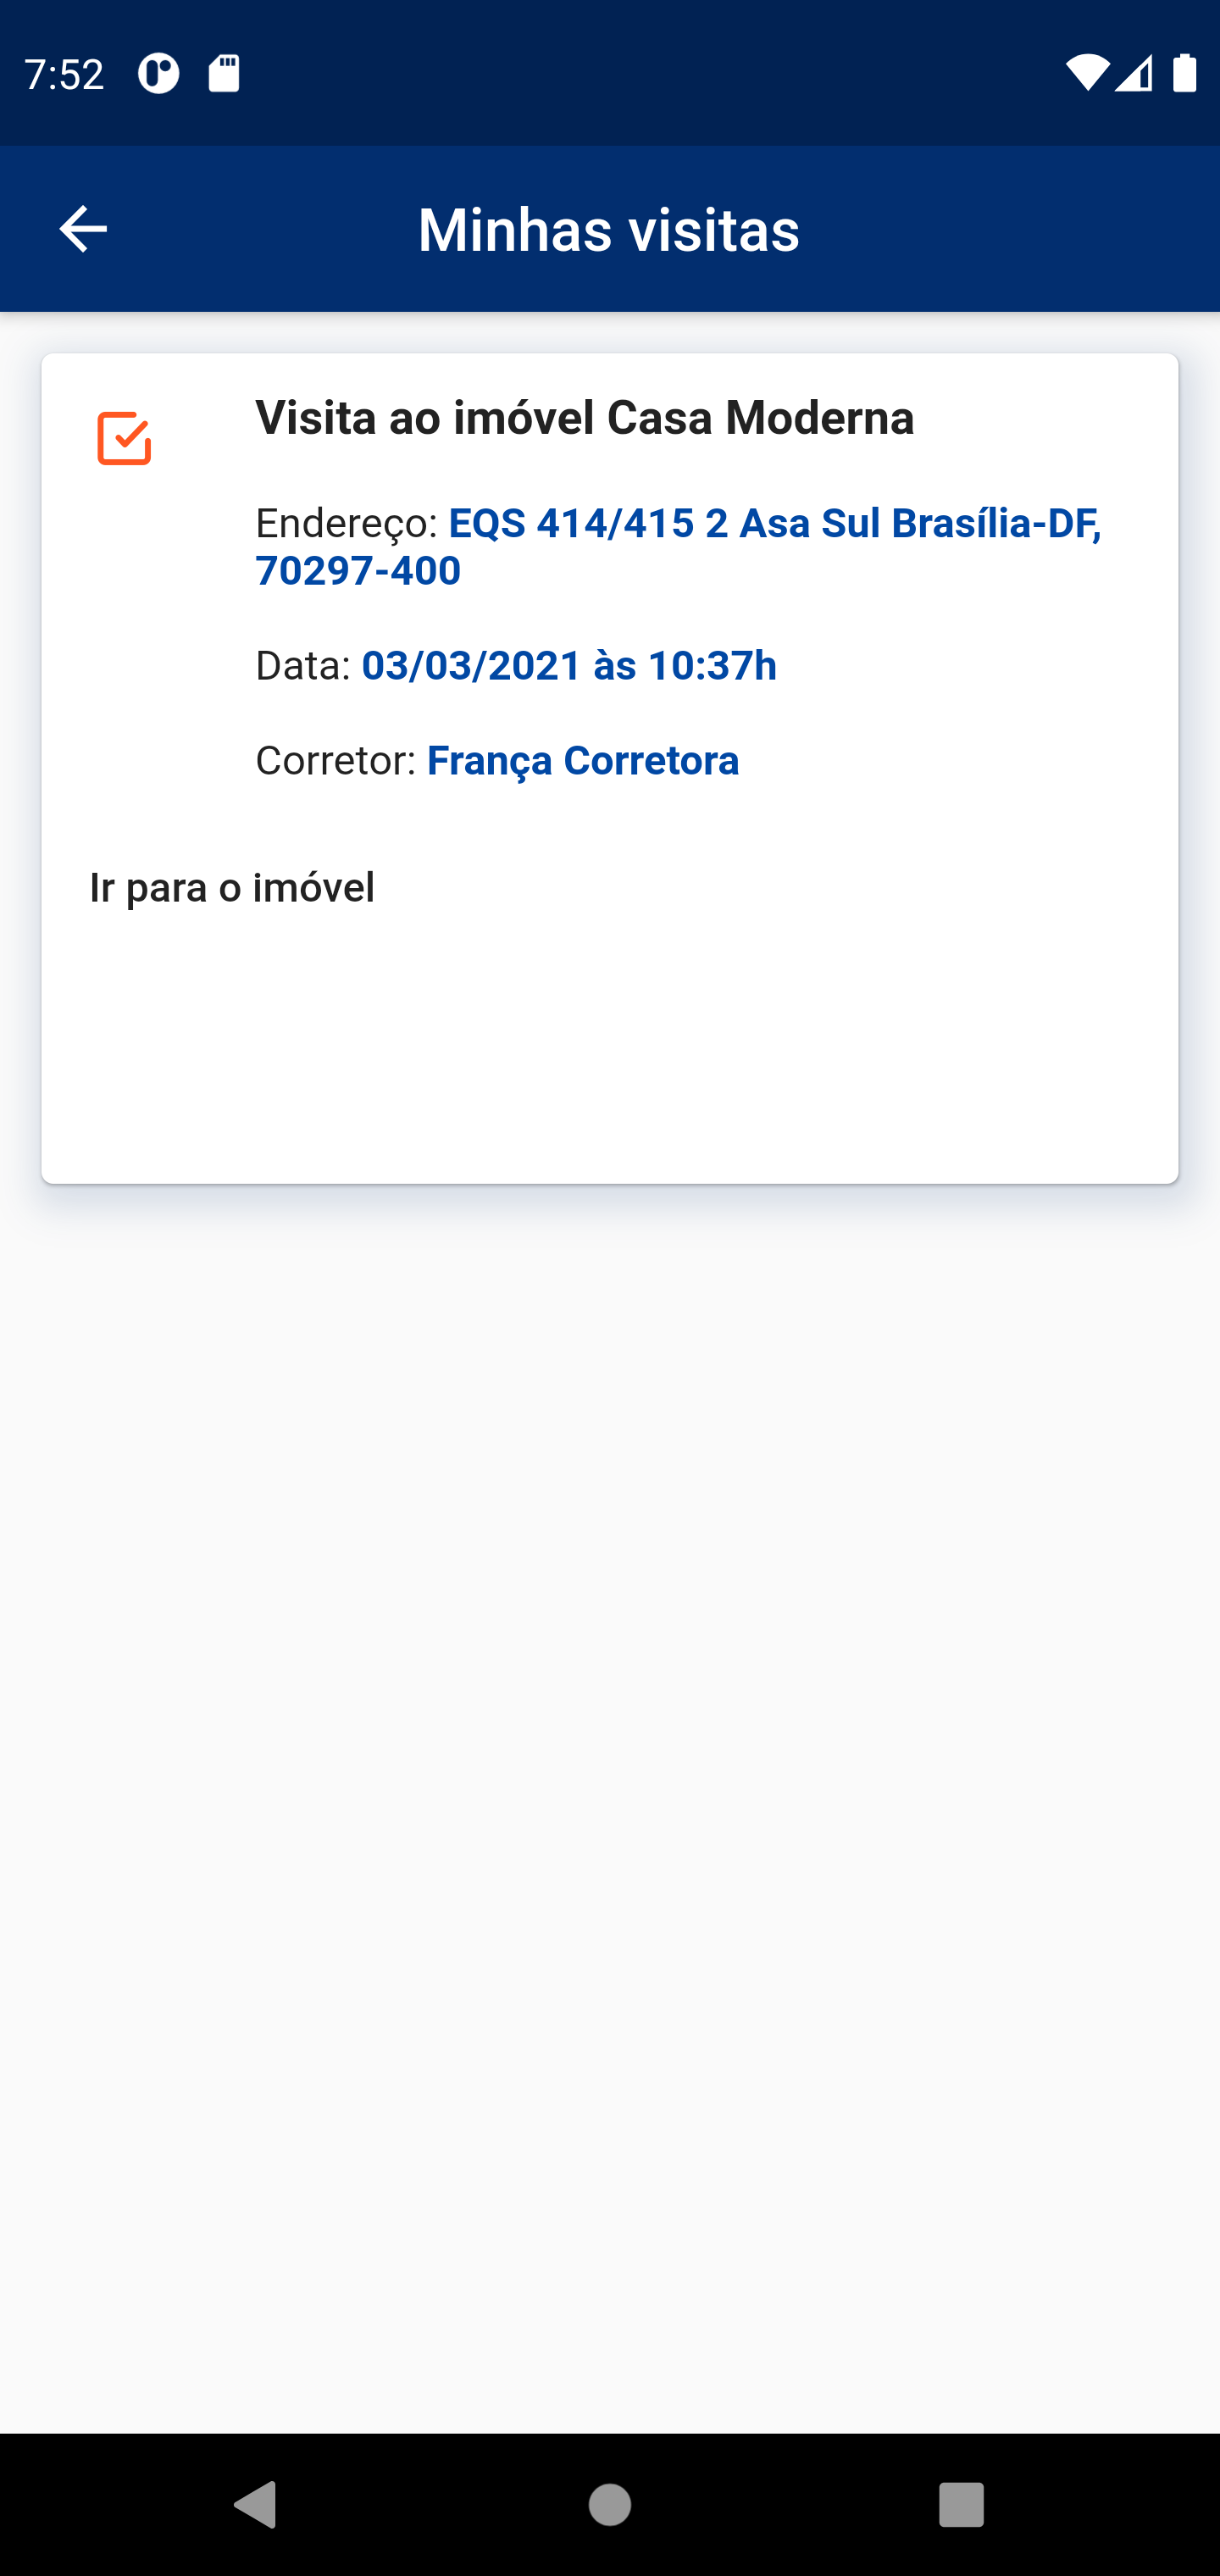 7:52
Minhas visitas
Visita ao imóvel Casa Moderna
Endereço: EQS 414/415 2 Asa Sul Brasília-DF,
70297-400
Data: 03/03/2021 às 10:37h
Corretor: França Corretora
Ir para o imóvel